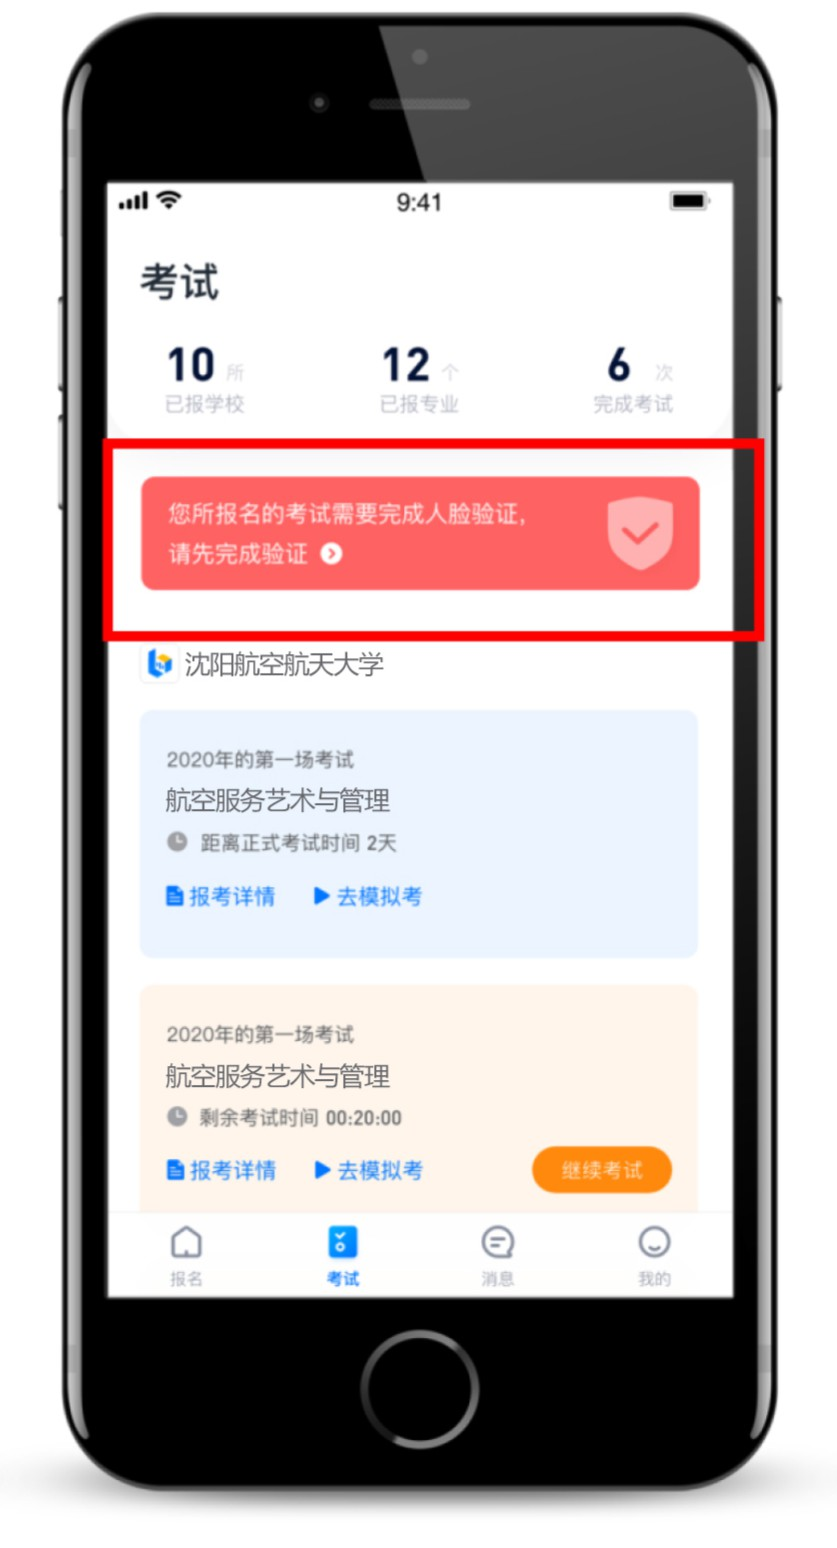 9:41
考试
10 所 12 个 6 次
已报学校 已报专业 完成考试
您所报名的考试需要完成人脸验证,
请先完成验证
沈阳航空航天大学
2020年的第一场考试
航空服务艺术与管理
距离正式考试时间 2天
报考详情 去模拟考
2020年的第一场考试
航空服务艺术与管理
剩余考试时间 00:20:00
报考详情 去模拟考 继续考试
报名 考试 消息 我的